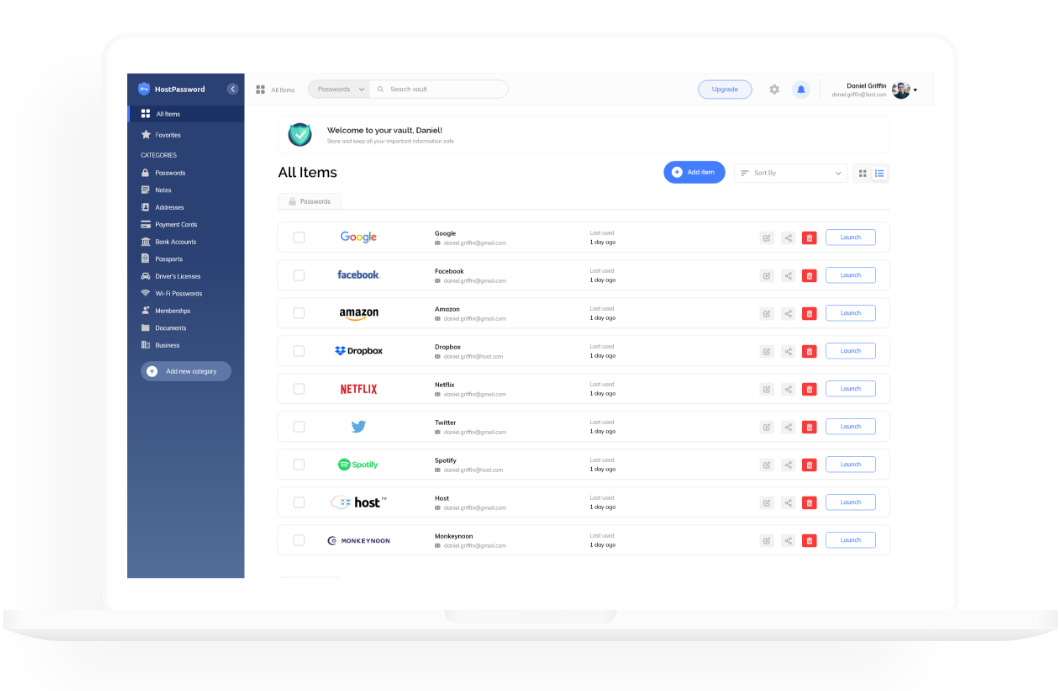 HostPassword
All Items
Passwords
Search vault
Upgrade
Daniel Griffin
daniel.griffin@host.com
All Items
Favorites
CATEGORIES
Passwords
Notes
Addresses
Payment Cards
Bank Accounts
Passports
Driver's Licenses
Wi-Fi Passwords
Memberships
Documents
Business
Add new category
Welcome to your vault, Daniel!
Store and keep all your important information safe
All Items
Add item
Sort By
Passwords
Google
Google
daniel.griffin@gmail.com
Last used
1 day ago
Launch
facebook
Facebook
daniel.griffin@gmail.com
Last used
1 day ago
Launch
amazon
Amazon
daniel.griffin@gmail.com
Last used
1 day ago
Launch
Dropbox
Dropbox
daniel.griffin@host.com
Last used
1 day ago
Launch
NETFLIX
Netflix
daniel.griffin@gmail.com
Last used
1 day ago
Launch
Twitter
daniel.griffin@gmail.com
Last used
1 day ago
Launch
Spotify
Spotify
daniel.griffin@host.com
Last used
1 day ago
Launch
host™
Host
daniel.griffin@gmail.com
Last used
1 day ago
Launch
MONKEYNOON
Monkeynoon
daniel.griffin@gmail.com
Last used
1 day ago
Launch